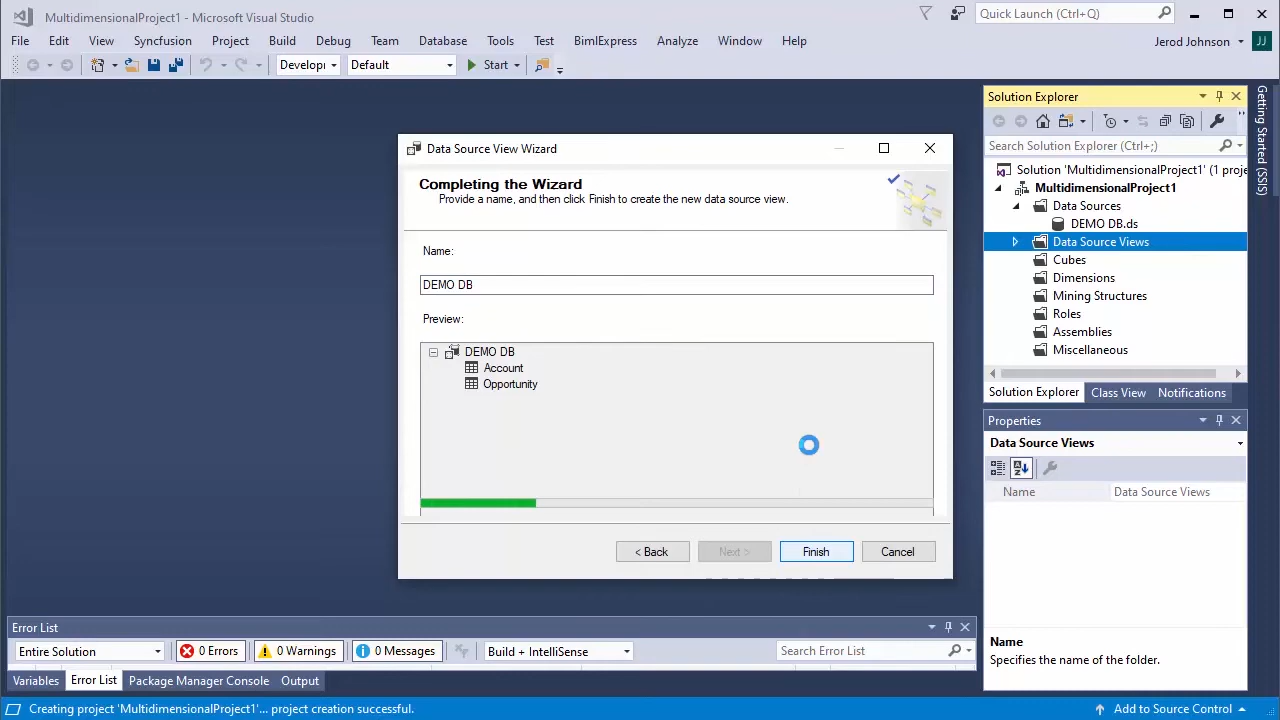 MultidimensionalProject1 - Microsoft Visual Studio
Quick Launch (Ctrl+Q)
File Edit View Syncfusion Project Build Debug Team Database Tools Test BimlExpress Analyze Window Help
Jerod Johnson JJ
Developi Default Start
Solution Explorer
Search Solution Explorer (Ctrl+;)
Solution 'MultidimensionalProject1' (1 proje
MultidimensionalProject1
Data Sources
DEMO DB.ds
Data Source Views
Cubes
Dimensions
Mining Structures
Roles
Assemblies
Miscellaneous
Solution Explorer Class View Notifications
Getting Started (SSIS)
Properties
Data Source Views
Name Data Source Views
Name
Specifies the name of the folder.
Data Source View Wizard
Completing the Wizard
Provide a name, and then click Finish to create the new data source view.
Name:
DEMO DB
Preview:
DEMO DB
Account
Opportunity
< Back Next > Finish Cancel
Error List
Entire Solution 0 Errors 0 Warnings 0 Messages Build + IntelliSense Search Error List
Variables Error List Package Manager Console Output
Creating project 'MultidimensionalProject1'... project creation successful. Add to Source Control